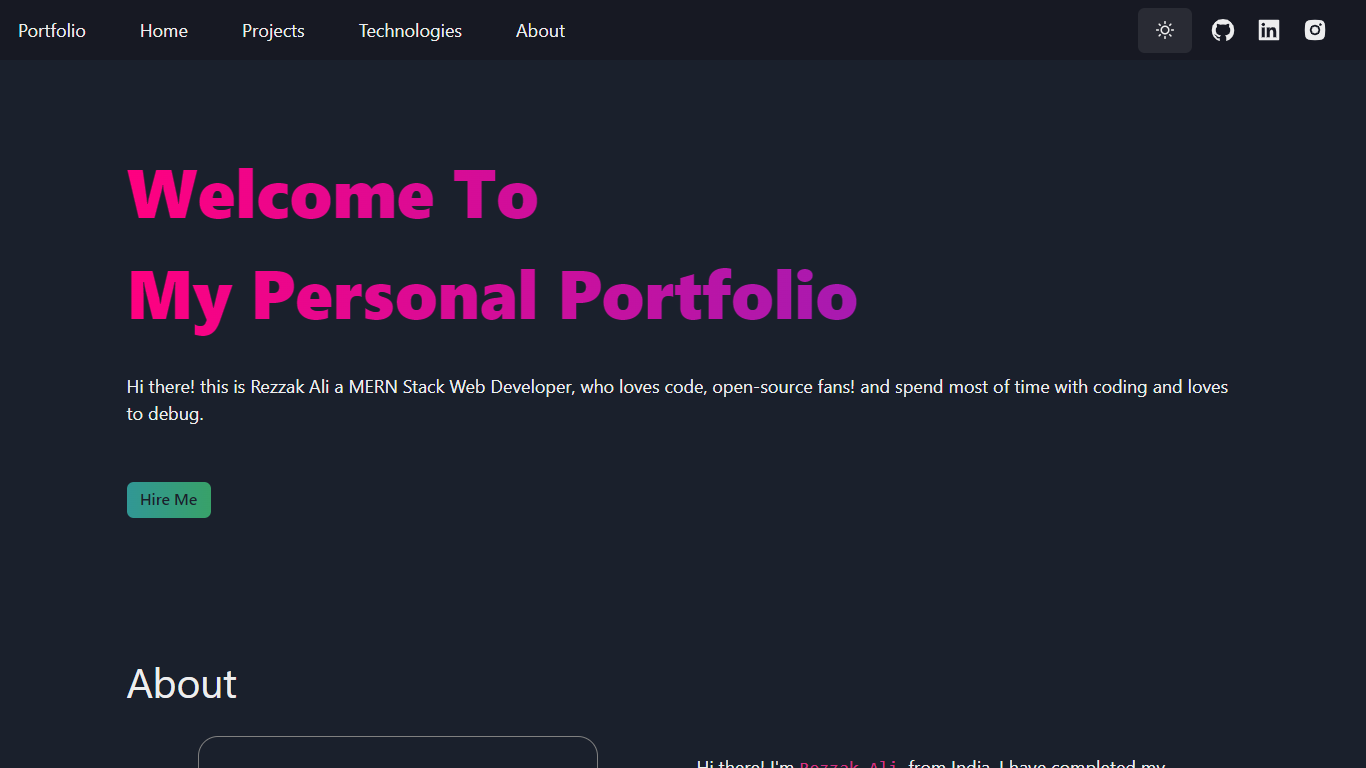 Portfolio Home Projects Technologies About
Welcome To
My Personal Portfolio
Hi there! this is Rezzak Ali a MERN Stack Web Developer, who loves code, open-source fans! and spend most of time with coding and loves
to debug.
Hire Me
About
Hi there! I'm Rezzak Ali, from India. I have completed my